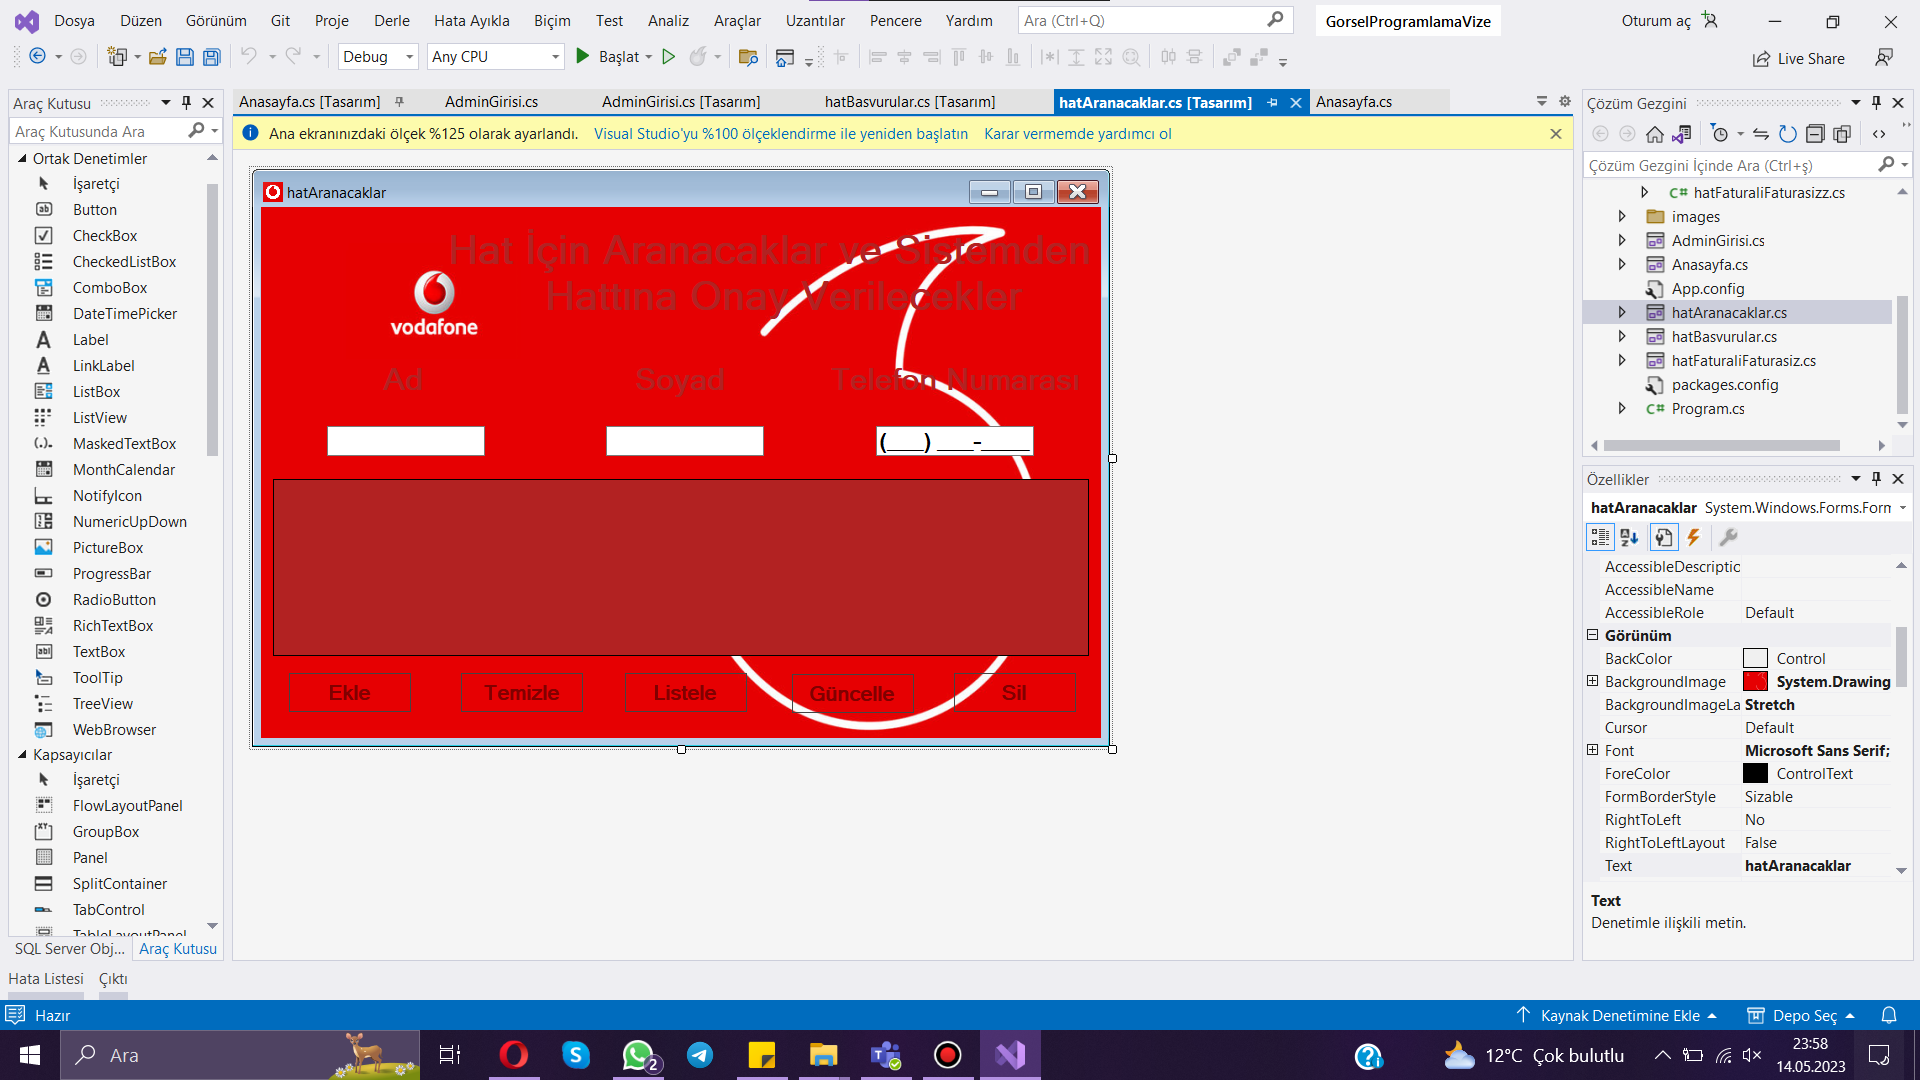 Dosya Düzen Görünüm Git Proje Derle Hata Ayıkla Biçim Test Analiz Araçlar Uzantılar Pencere Yardım Ara (Ctrl+Q) GorselProgramlamaVize Oturum aç
Debug Any CPU Başlat Live Share
Araç Kutusu
Araç Kutusunda Ara
Ortak Denetimler
İşaretçi
Button
CheckBox
CheckedListBox
ComboBox
DateTimePicker
Label
LinkLabel
ListBox
ListView
MaskedTextBox
MonthCalendar
NotifyIcon
NumericUpDown
PictureBox
ProgressBar
RadioButton
RichTextBox
TextBox
ToolTip
TreeView
WebBrowser
Kapsayıcılar
İşaretçi
FlowLayoutPanel
GroupBox
Panel
SplitContainer
TabControl
TableLayoutPanel
SQL Server Obj... Araç Kutusu
Anasayfa.cs [Tasarım] AdminGirisi.cs AdminGirisi.cs [Tasarım] hatBasvurular.cs [Tasarım] hatAranacaklar.cs [Tasarım] Anasayfa.cs
Ana ekranınızdaki ölçek %125 olarak ayarlandı. Visual Studio'yu %100 ölçeklendirme ile yeniden başlatın Karar vermemde yardımcı ol
hatAranacaklar
Hat İçin Aranacaklar ve Sistemden
Hattına Onay Verilecekler
vodafone
Ad Soyad Telefon Numarası
(___) ___-____
Ekle Temizle Listele Güncelle Sil
Çözüm Gezgini
Çözüm Gezgini İçinde Ara (Ctrl+ş)
hatFaturaliFaturasizz.cs
images
AdminGirisi.cs
Anasayfa.cs
App.config
hatAranacaklar.cs
hatBasvurular.cs
hatFaturaliFaturasiz.cs
packages.config
Program.cs
Özellikler
hatAranacaklar System.Windows.Forms.Form
AccessibleDescriptic
AccessibleName
AccessibleRole Default
Görünüm
BackColor Control
BackgroundImage System.Drawing
BackgroundImageLa Stretch
Cursor Default
Font Microsoft Sans Serif;
ForeColor ControlText
FormBorderStyle Sizable
RightToLeft No
RightToLeftLayout False
Text hatAranacaklar
Text
Denetimle ilişkili metin.
Hata Listesi Çıktı
Hazır Kaynak Denetimine Ekle Depo Seç
Ara 2 12°C Çok bulutlu 23:58
14.05.2023